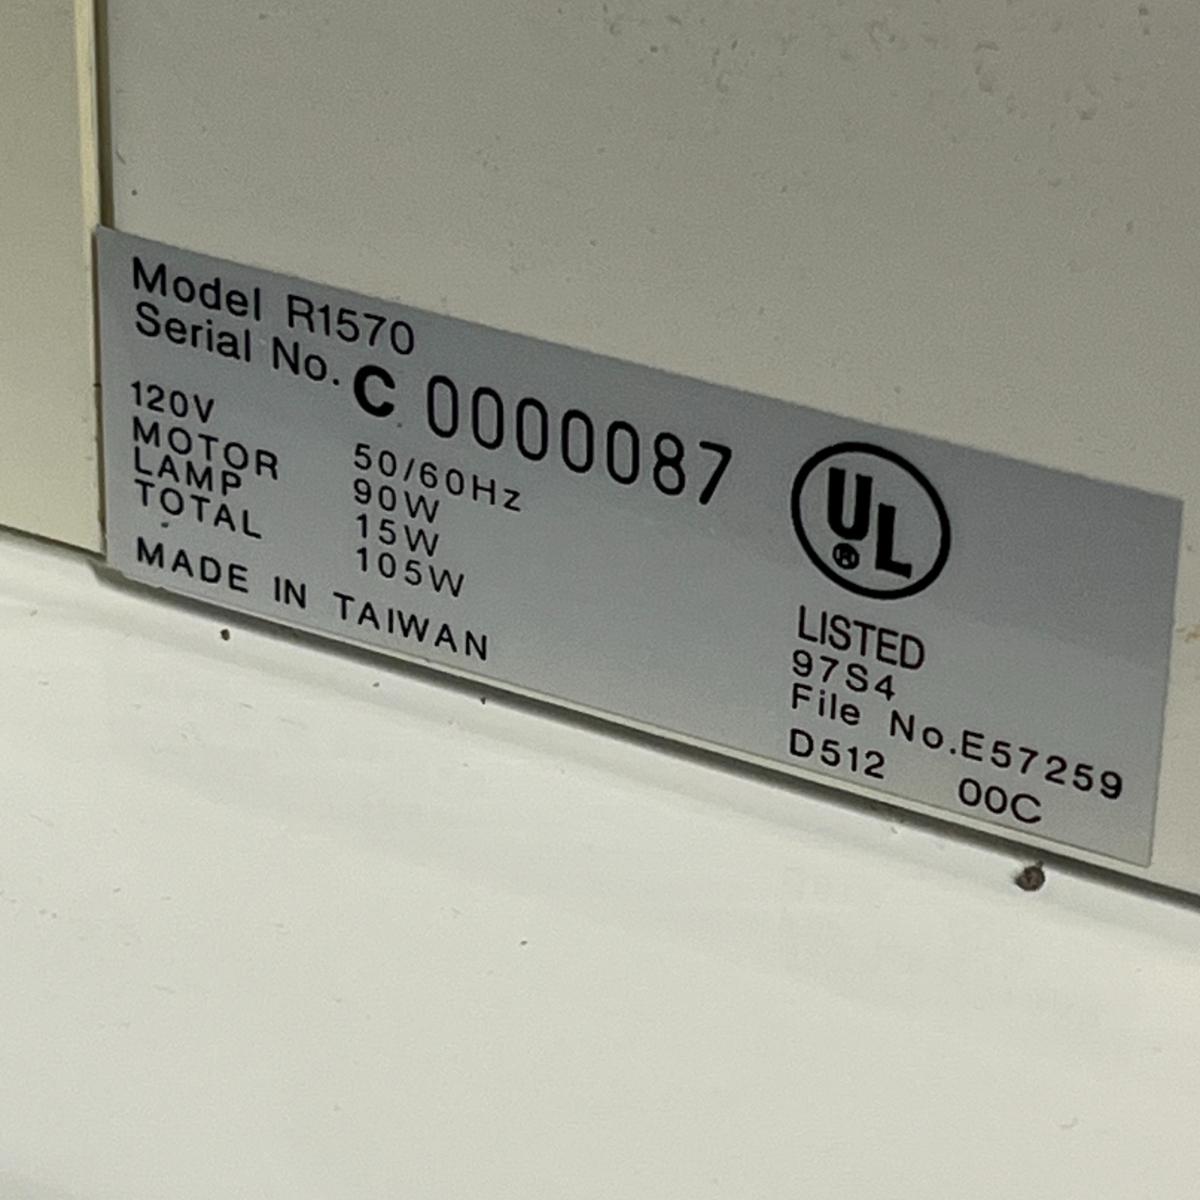 Model R1570
Serial No. C 0000087
120V 50/60Hz
MOTOR 90W
LAMP 15W
TOTAL 105W
MADE IN TAIWAN
UL ®
LISTED
97S4
File No.E57259
D512 00C